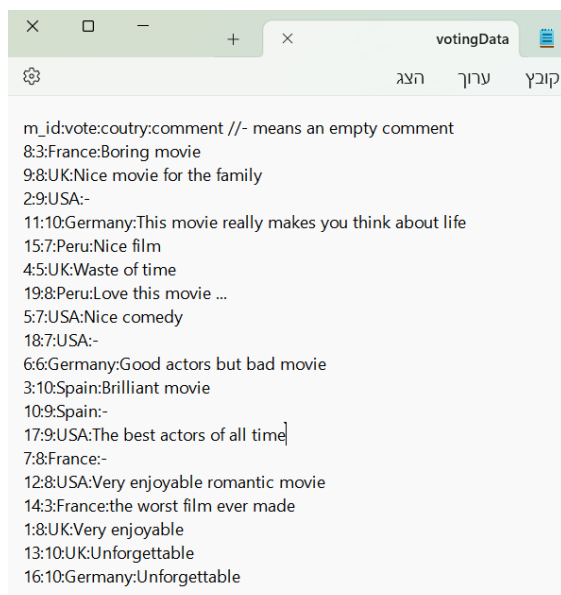 votingData
קובץ ערוך הצג
m_id:vote:coutry:comment //- means an empty comment
8:3:France:Boring movie
9:8:UK:Nice movie for the family
2:9:USA:-
11:10:Germany:This movie really makes you think about life
15:7:Peru:Nice film
4:5:UK:Waste of time
19:8:Peru:Love this movie ...
5:7:USA:Nice comedy
18:7:USA:-
6:6:Germany:Good actors but bad movie
3:10:Spain:Brilliant movie
10:9:Spain:-
17:9:USA:The best actors of all time
7:8:France:-
12:8:USA:Very enjoyable romantic movie
14:3:France:the worst film ever made
1:8:UK:Very enjoyable
13:10:UK:Unforgettable
16:10:Germany:Unforgettable